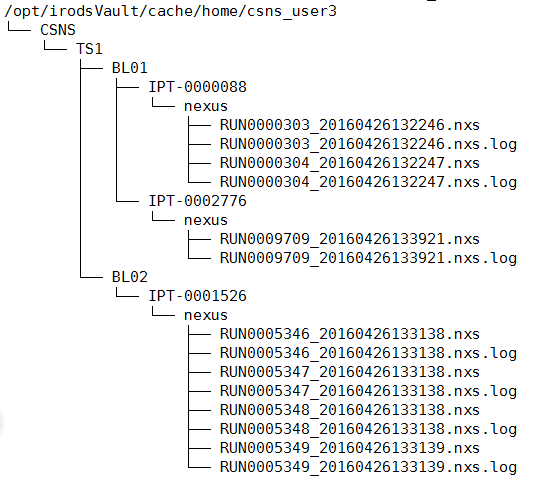 /opt/irodsVault/cache/home/csns_user3
└── CSNS
    └── TS1
        ├── BL01
        │   ├── IPT-0000088
        │   │   └── nexus
        │   │       ├── RUN0000303_20160426132246.nxs
        │   │       ├── RUN0000303_20160426132246.nxs.log
        │   │       ├── RUN0000304_20160426132247.nxs
        │   │       └── RUN0000304_20160426132247.nxs.log
        │   └── IPT-0002776
        │       └── nexus
        │           ├── RUN0009709_20160426133921.nxs
        │           └── RUN0009709_20160426133921.nxs.log
        └── BL02
            └── IPT-0001526
                └── nexus
                    ├── RUN0005346_20160426133138.nxs
                    ├── RUN0005346_20160426133138.nxs.log
                    ├── RUN0005347_20160426133138.nxs
                    ├── RUN0005347_20160426133138.nxs.log
                    ├── RUN0005348_20160426133138.nxs
                    ├── RUN0005348_20160426133138.nxs.log
                    ├── RUN0005349_20160426133139.nxs
                    └── RUN0005349_20160426133139.nxs.log